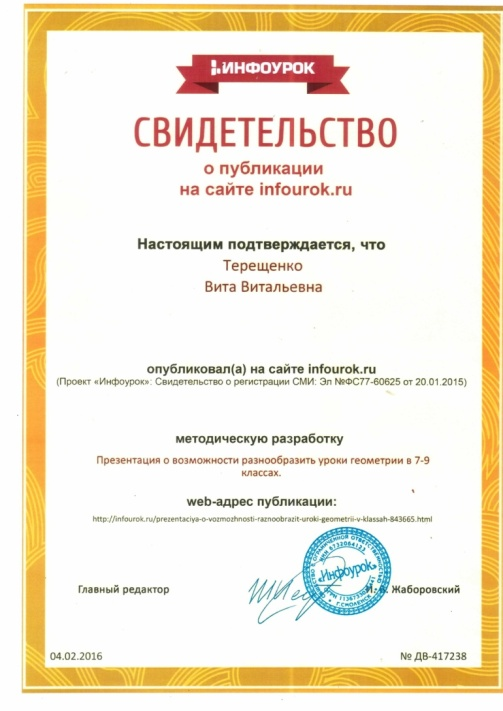 ИНФОУРОК
СВИДЕТЕЛЬСТВО
о публикации
на сайте infourok.ru
Настоящим подтверждается, что
Терещенко
Вита Витальевна
опубликовал(а) на сайте infourok.ru
(Проект «Инфоурок»: Свидетельство о регистрации СМИ: Эл №ФС77-60625 от 20.01.2015)
методическую разработку
Презентация о возможности разнообразить уроки геометрии в 7-9
классах.
web-адрес публикации:
http://infourok.ru/prezentaciya-o-vozmozhnosti-raznoobrazit-uroki-geometrii-v-klassah-843665.html
ОГРАНИЧЕННОЙ ОТВЕТСТВЕННОСТЬЮ
«Инфоурок»
Г.СМОЛЕНСК
Главный редактор
Жаборовский
04.02.2016
№ ДВ-417238